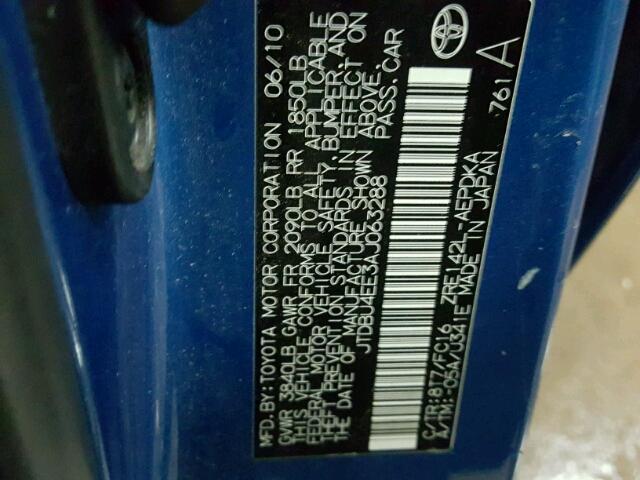 MFD.BY:TOYOTA MOTOR CORPORATION 06/10
GVWR 3840LB GAWR FR 2090LB RR 1850LB
THIS VEHICLE CONFORMS TO ALL APPLICABLE
FEDERAL MOTOR VEHICLE SAFETY, BUMPER, AND
THEFT PREVENTION STANDARDS IN EFFECT ON
THE DATE OF MANUFACTURE SHOWN ABOVE.
JTDBU4EE3AJ063288 PASS.CAR
C/TR:8T7/FC16 ZRE142L-AEPDKA 761
A/TM:-05A/U341E MADE IN JAPAN A